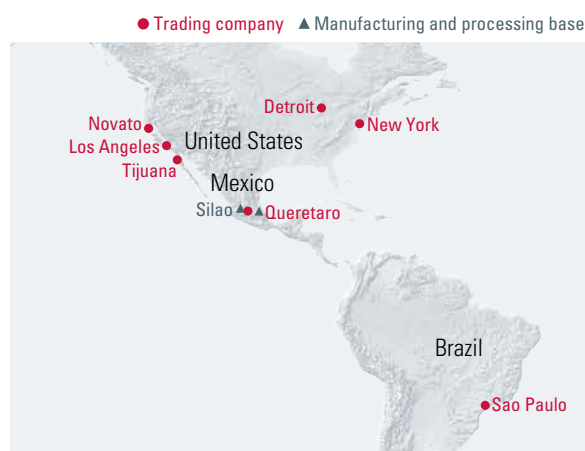 ● Trading company ▲ Manufacturing and processing base
Detroit
New York
Novato
United States
Los Angeles
Tijuana
Mexico
Silao
Queretaro
Brazil
Sao Paulo